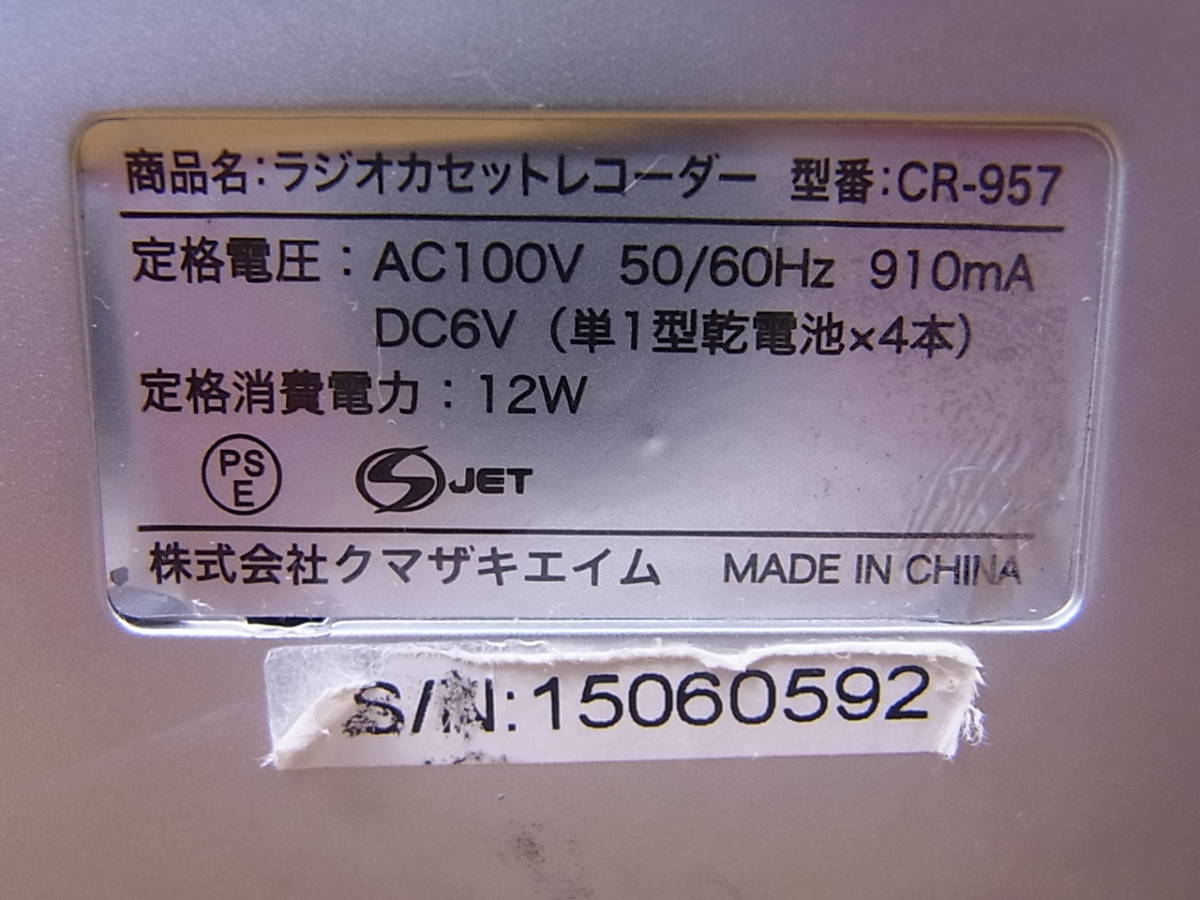 商品名:ラジオカセットレコーダー 型番:CR-957
定格電圧：AC100V 50/60Hz 910mA
DC6V（単1型乾電池×4本）
定格消費電力：12W
PS
E
S JET
株式会社クマザキエイム MADE IN CHINA
S/N:15060592